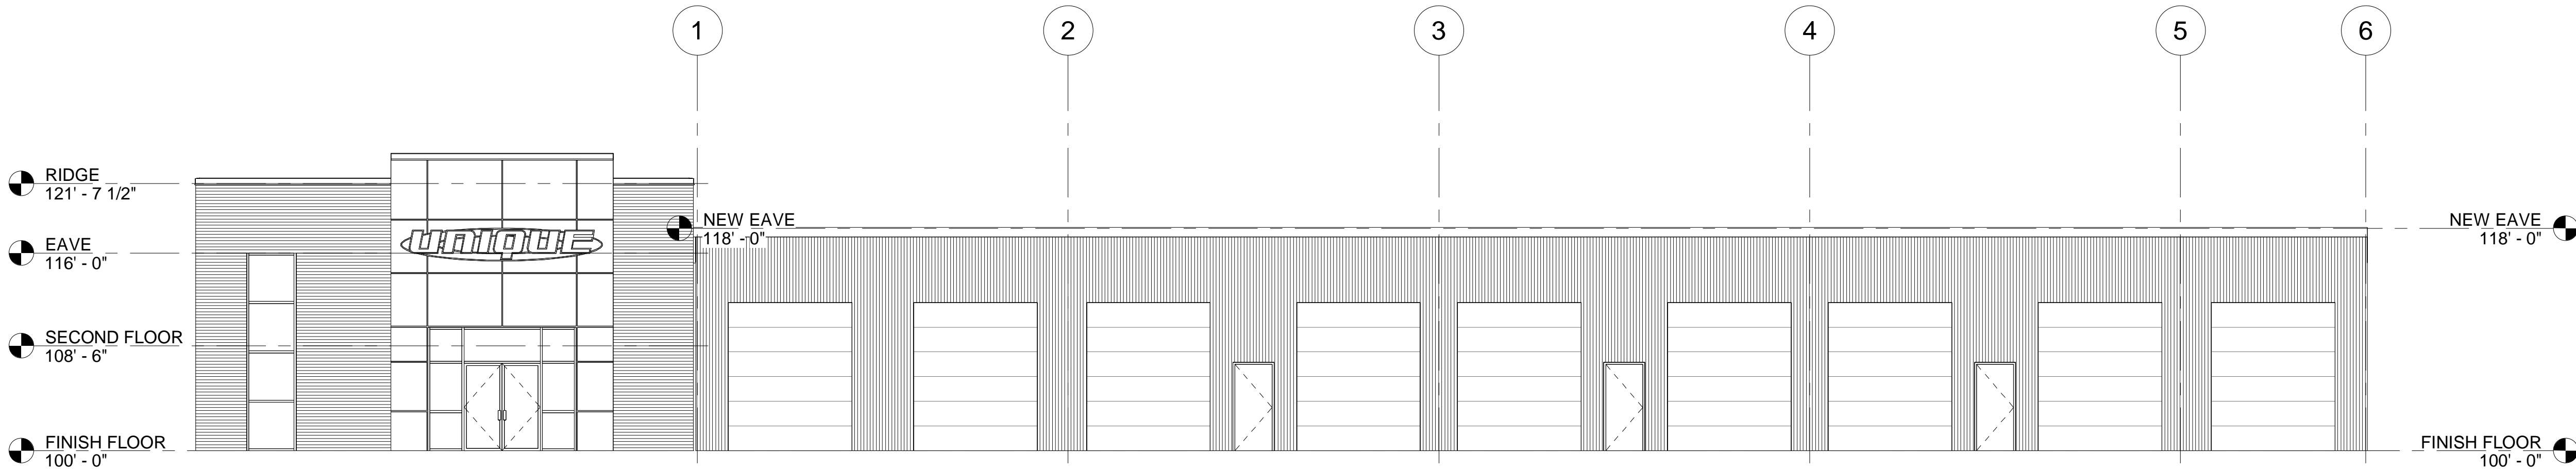 1 2 3 4 5 6
RIDGE
121' - 7 1/2"
NEW EAVE
118' - 0"
NEW EAVE
118' - 0"
UNIQUE
EAVE
116' - 0"
SECOND FLOOR
108' - 6"
FINISH FLOOR
100' - 0"
FINISH FLOOR
100' - 0"